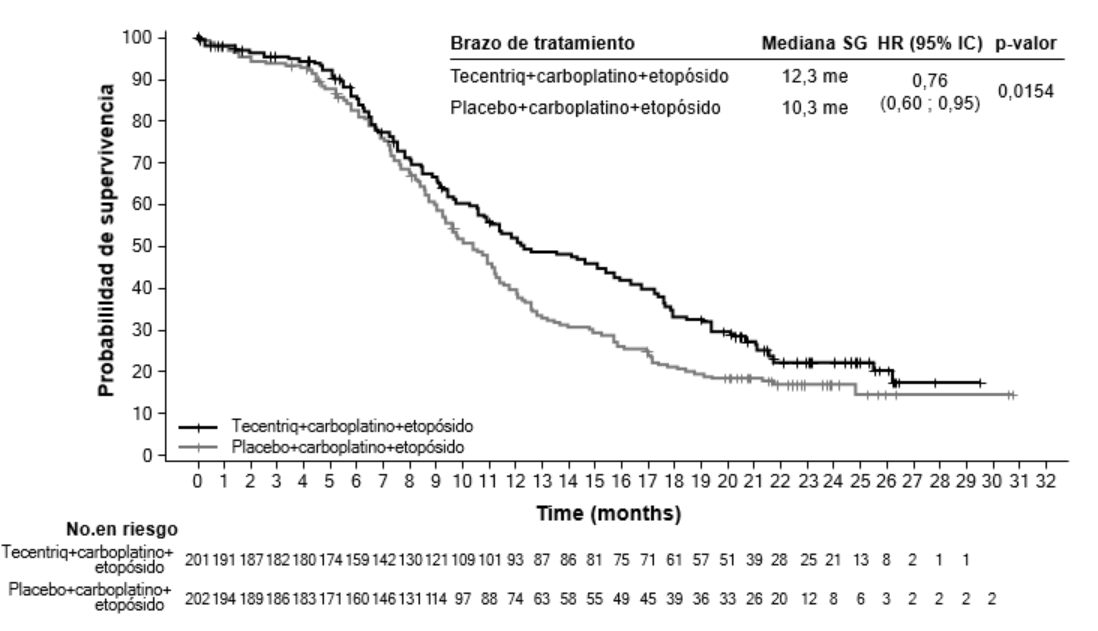 Brazo de tratamiento Mediana SG HR (95% IC) p-valor
Tecentriq+carboplatino+etopósido 12,3 me 0,76 0,0154
Placebo+carboplatino+etopósido 10,3 me (0,60 ; 0,95)
Probabilildad de supervivencia
100
90
80
70
60
50
40
30
20
10
0
Tecentriq+carboplatino+etopósido
Placebo+carboplatino+etopósido
0 1 2 3 4 5 6 7 8 9 10 11 12 13 14 15 16 17 18 19 20 21 22 23 24 25 26 27 28 29 30 31 32
Time (months)
No.en riesgo
Tecentriq+carboplatino+
etopósido 201 191 187 182 180 174 159 142 130 121 109 101 93 87 86 81 75 71 61 57 51 39 28 25 21 13 8 2 1 1
Placebo+carboplatino+
etopósido 202 194 189 186 183 171 160 146 131 114 97 88 74 63 58 55 49 45 39 36 33 26 20 12 8 6 3 2 2 2 2